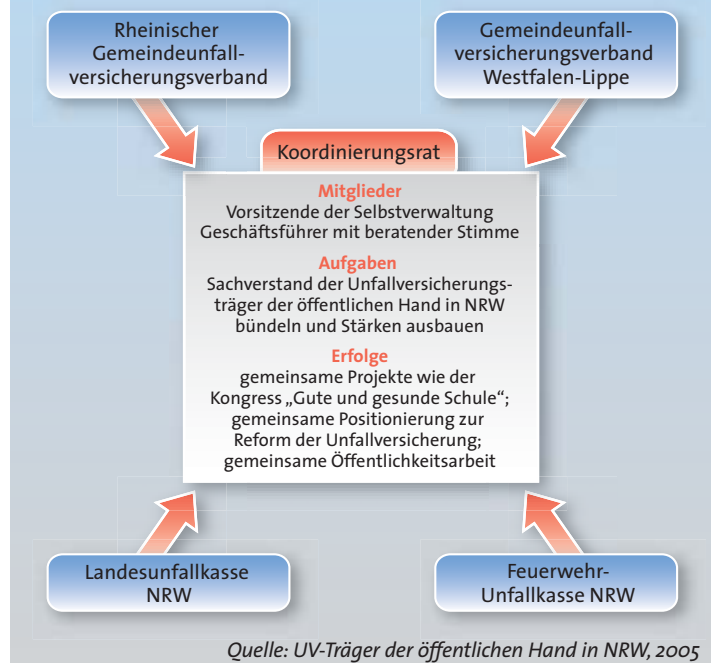 Rheinischer
Gemeindeunfall-
versicherungsverband
Gemeindeunfall-
versicherungsverband
Westfalen-Lippe
Koordinierungsrat
Mitglieder
Vorsitzende der Selbstverwaltung
Geschäftsführer mit beratender Stimme
Aufgaben
Sachverstand der Unfallversicherungs-
träger der öffentlichen Hand in NRW
bündeln und Stärken ausbauen
Erfolge
gemeinsame Projekte wie der
Kongress „Gute und gesunde Schule“;
gemeinsame Positionierung zur
Reform der Unfallversicherung;
gemeinsame Öffentlichkeitsarbeit
Landesunfallkasse
NRW
Feuerwehr-
Unfallkasse NRW
Quelle: UV-Träger der öffentlichen Hand in NRW, 2005